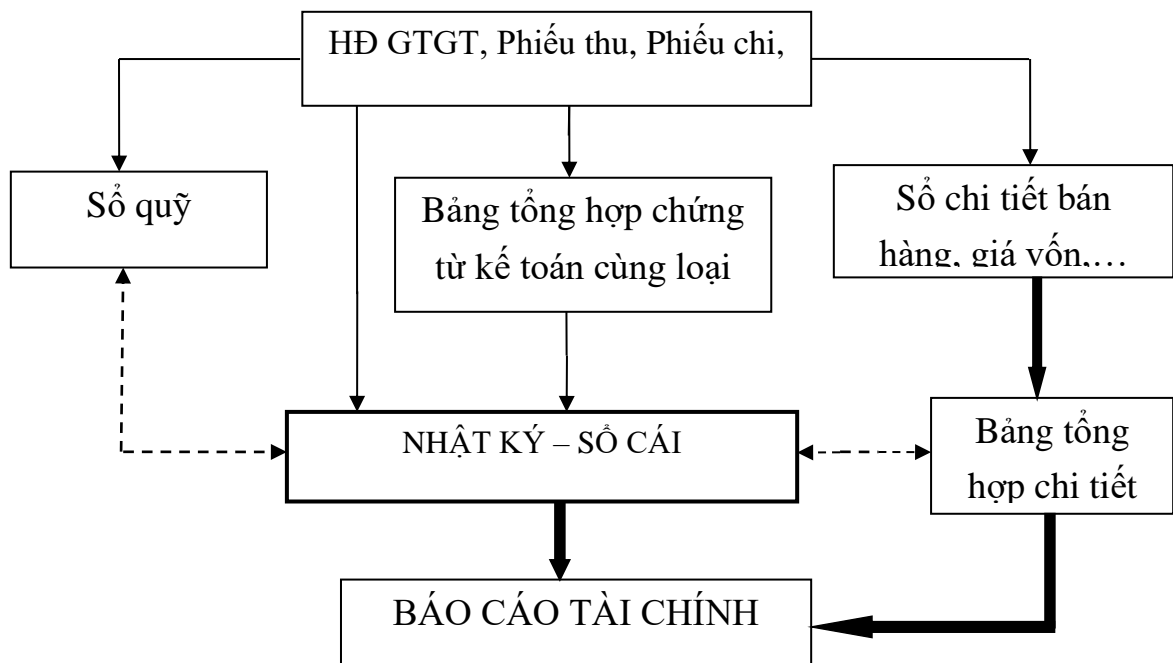 HĐ GTGT, Phiếu thu, Phiếu chi,
Sổ quỹ
Bảng tổng hợp chứng
từ kế toán cùng loại
Sổ chi tiết bán
hàng, giá vốn,…
NHẬT KÝ – SỔ CÁI
Bảng tổng
hợp chi tiết
BÁO CÁO TÀI CHÍNH